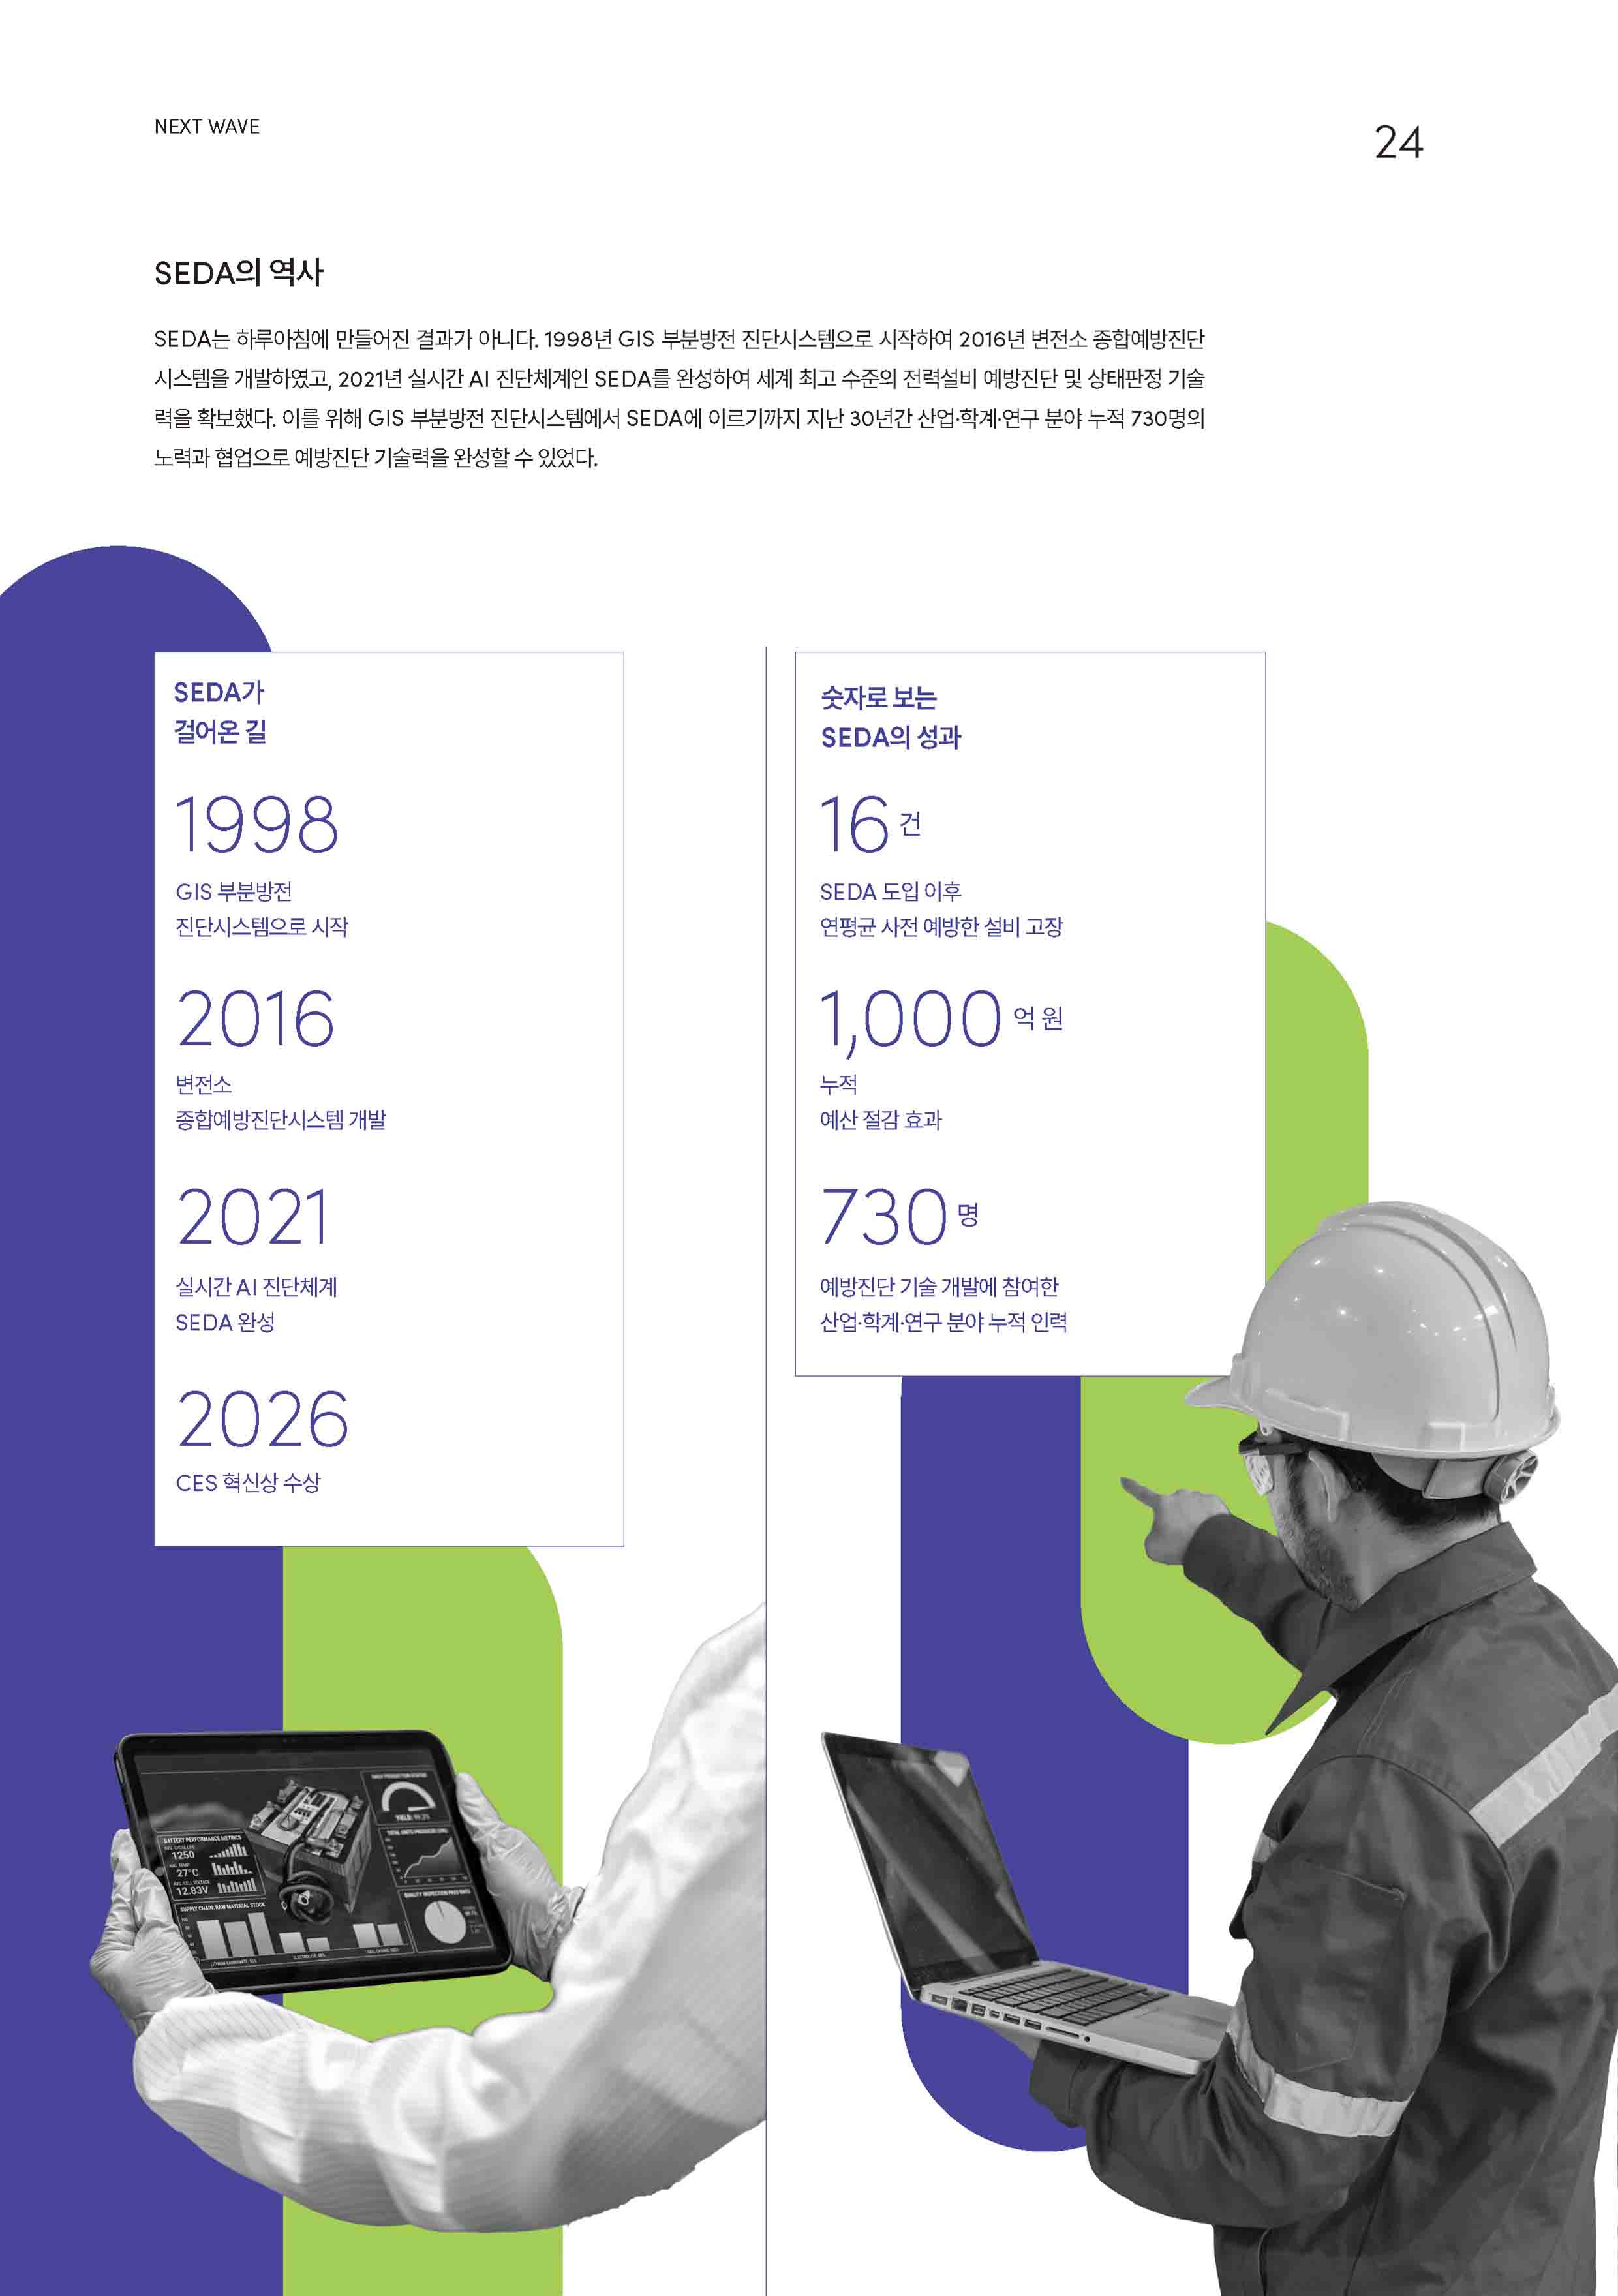 NEXT WAVE
24
SEDA의 역사
SEDA는 하루아침에 만들어진 결과가 아니다. 1998년 GIS 부분방전 진단시스템으로 시작하여 2016년 변전소 종합예방진단
시스템을 개발하였고, 2021년 실시간 AI 진단체계인 SEDA를 완성하여 세계 최고 수준의 전력설비 예방진단 및 상태판정 기술
력을 확보했다. 이를 위해 GIS 부분방전 진단시스템에서 SEDA에 이르기까지 지난 30년간 산업·학계·연구 분야 누적 730명의
노력과 협업으로 예방진단 기술력을 완성할 수 있었다.
SEDA가
걸어온 길
1998
GIS 부분방전
진단시스템으로 시작
2016
변전소
종합예방진단시스템 개발
2021
실시간 AI 진단체계
SEDA 완성
2026
CES 혁신상 수상
숫자로 보는
SEDA의 성과
16 건
SEDA 도입 이후
연평균 사전 예방한 설비 고장
1,000 억 원
누적
예산 절감 효과
730 명
예방진단 기술 개발에 참여한
산업·학계·연구 분야 누적 인력
BATTERY PERFORMANCE METRICS
1250
27°C
12.83V
SUPPLY CHAIN: RAW MATERIAL STOCK